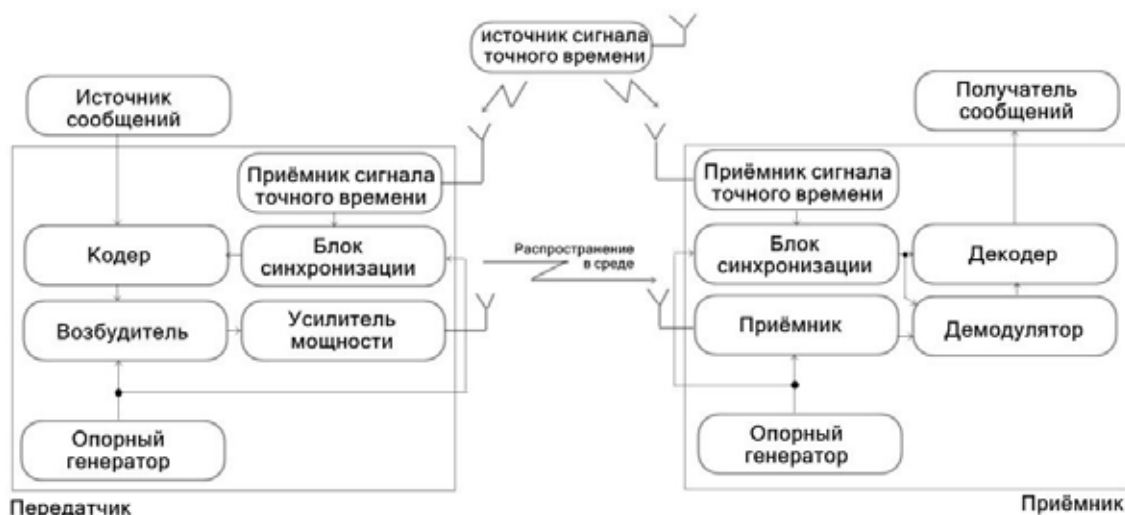 источник сигнала
точного времени
Источник
сообщений
Получатель
сообщений
Приёмник сигнала
точного времени
Приёмник сигнала
точного времени
Кодер
Блок
синхронизации
Распространение
в среде
Блок
синхронизации
Декодер
Возбудитель
Усилитель
мощности
Приёмник
Демодулятор
Опорный
генератор
Опорный
генератор
Передатчик
Приёмник